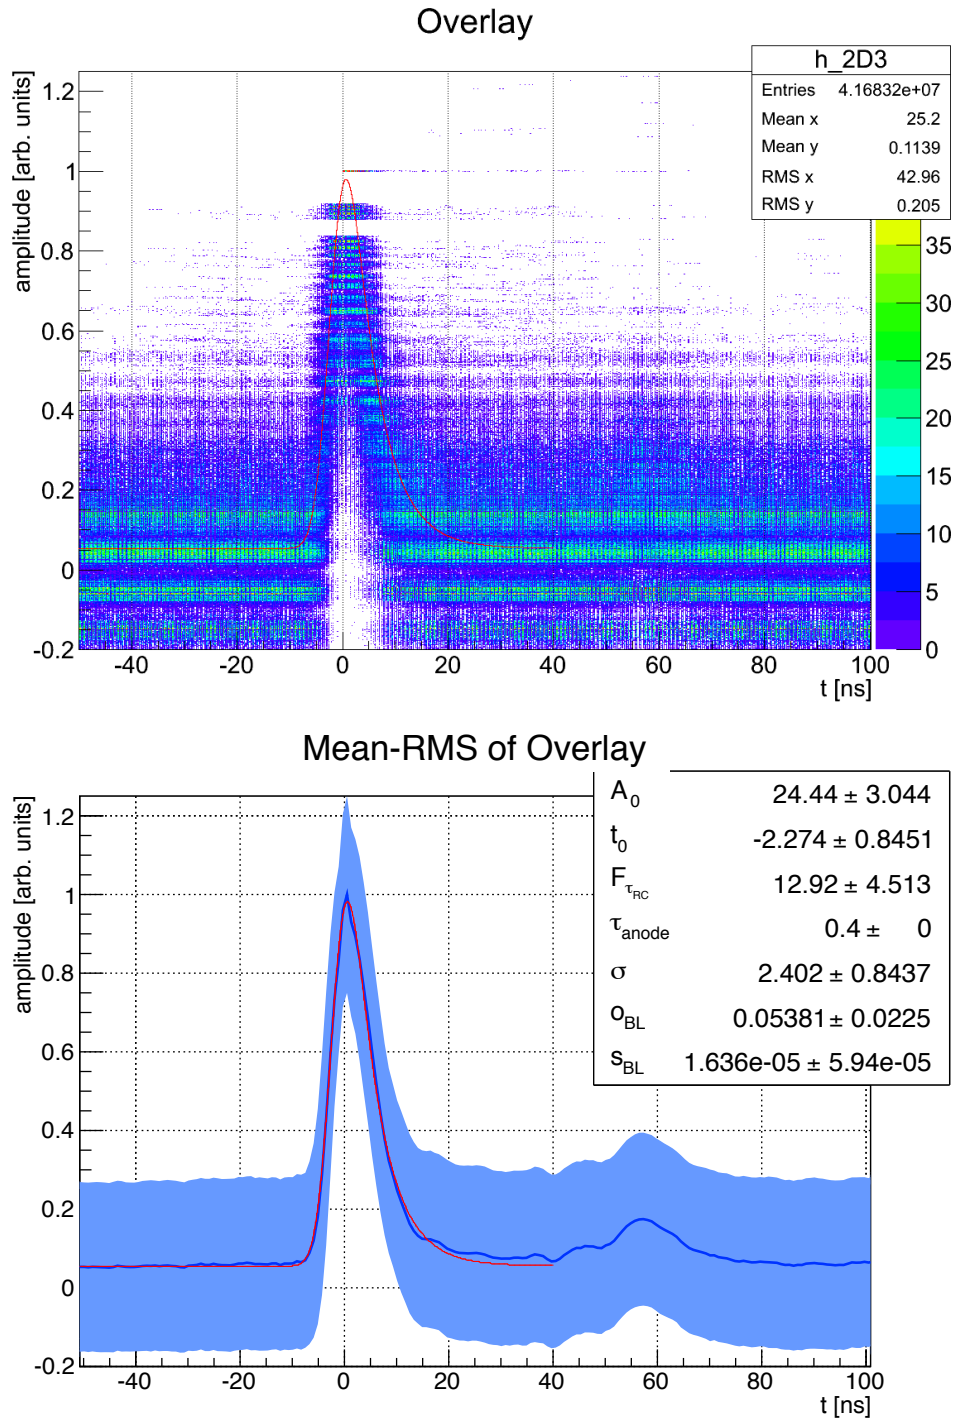 Overlay
h_2D3
Entries 4.16832e+07
Mean x 25.2
Mean y 0.1139
RMS x 42.96
RMS y 0.205
amplitude [arb. units]
1.2
1
0.8
0.6
0.4
0.2
0
-0.2
35
30
25
20
15
10
5
0
-40 -20 0 20 40 60 80 100
t [ns]
Mean-RMS of Overlay
A0 24.44 ± 3.044
t0 -2.274 ± 0.8451
FτRC 12.92 ± 4.513
τanode 0.4 ± 0
σ 2.402 ± 0.8437
oBL 0.05381 ± 0.0225
sBL 1.636e-05 ± 5.94e-05
amplitude [arb. units]
1.2
1
0.8
0.6
0.4
0.2
0
-0.2
-40 -20 0 20 40 60 80 100
t [ns]